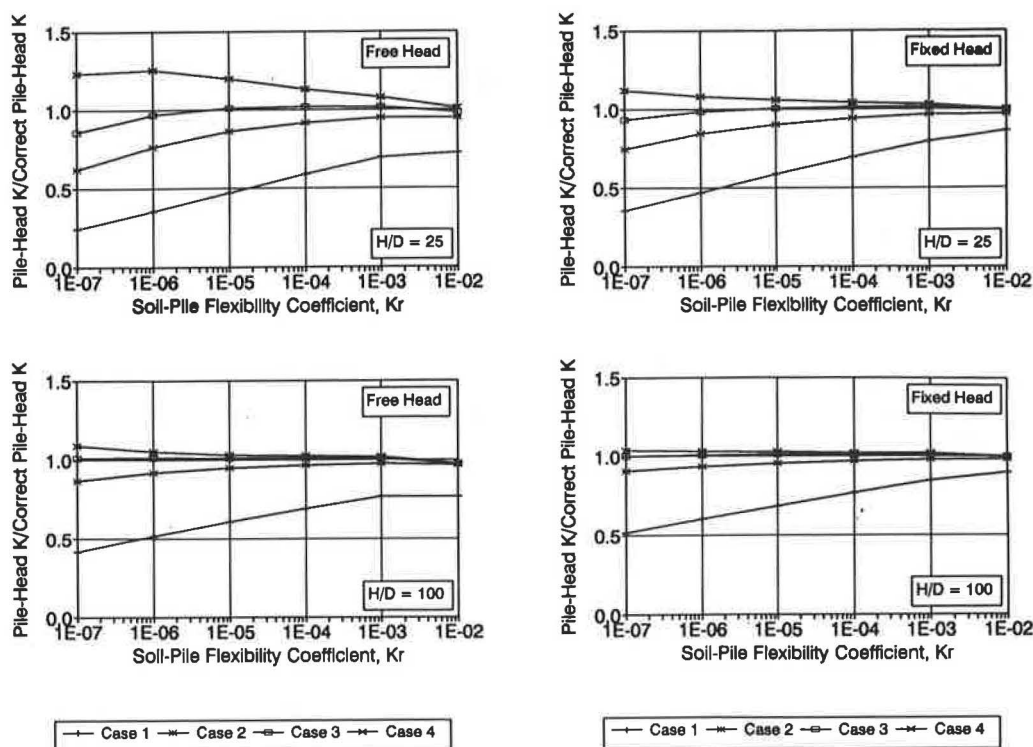 Pile-Head K/Correct Pile-Head K
1.5
1.0
0.5
0.0
Free Head
H/D = 25
1E-07 1E-06 1E-05 1E-04 1E-03 1E-02
Soil-Pile Flexibility Coefficient, Kr
Pile-Head K/Correct Pile-Head K
1.5
1.0
0.5
0.0
Fixed Head
H/D = 25
1E-07 1E-06 1E-05 1E-04 1E-03 1E-02
Soil-Pile Flexibility Coefficient, Kr
Pile-Head K/Correct Pile-Head K
1.5
1.0
0.5
0.0
Free Head
H/D = 100
1E-07 1E-06 1E-05 1E-04 1E-03 1E-02
Soil-Pile Flexibility Coefficient, Kr
Pile-Head K/Correct Pile-Head K
1.5
1.0
0.5
0.0
Fixed Head
H/D = 100
1E-07 1E-06 1E-05 1E-04 1E-03 1E-02
Soil-Pile Flexibility Coefficient, Kr
Case 1 Case 2 Case 3 Case 4
Case 1 Case 2 Case 3 Case 4